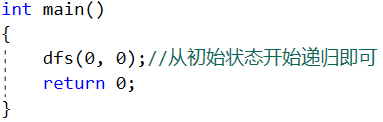 int main()
{
    dfs(0, 0);//从初始状态开始递归即可
    return 0;
}